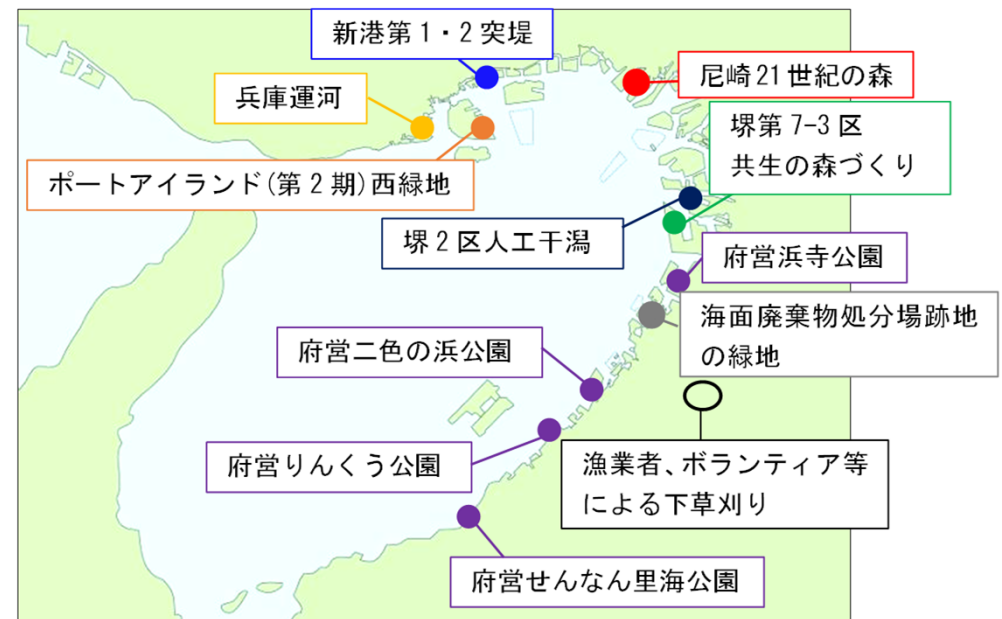 新港第1・2突堤
尼崎21世紀の森
兵庫運河
堺第7-3区
共生の森づくり
ポートアイランド(第2期)西緑地
堺2区人工干潟
府営浜寺公園
海面廃棄物処分場跡地
の緑地
府営二色の浜公園
府営りんくう公園
漁業者、ボランティア等
による下草刈り
府営せんなん里海公園